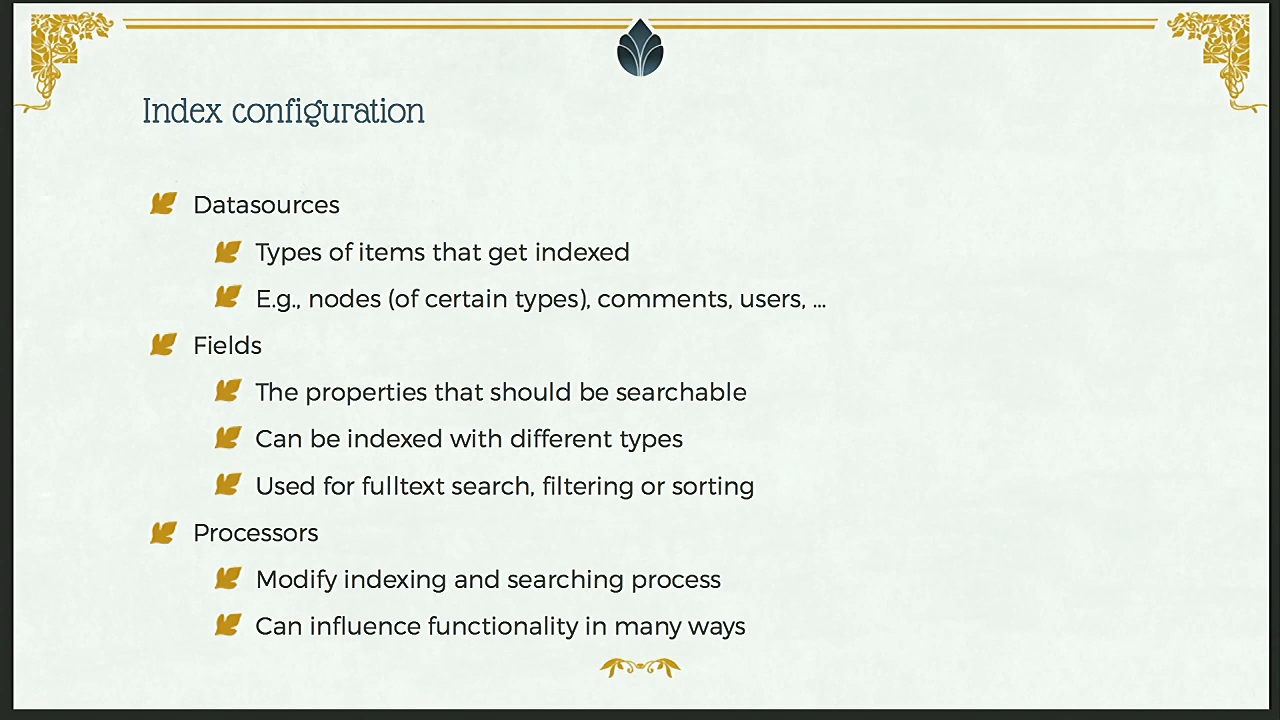 Index configuration
Datasources
Types of items that get indexed
E.g., nodes (of certain types), comments, users, ...
Fields
The properties that should be searchable
Can be indexed with different types
Used for fulltext search, filtering or sorting
Processors
Modify indexing and searching process
Can influence functionality in many ways